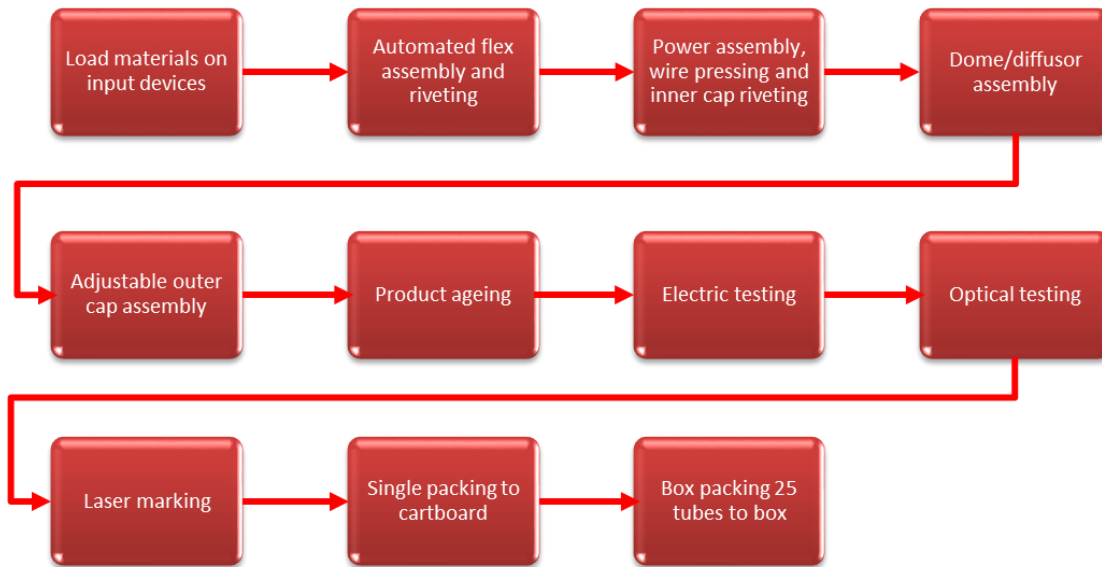 Load materials on
input devices
Automated flex
assembly and
riveting
Power assembly,
wire pressing and
inner cap riveting
Dome/diffusor
assembly
Adjustable outer
cap assembly
Product ageing
Electric testing
Optical testing
Laser marking
Single packing to
cartboard
Box packing 25
tubes to box